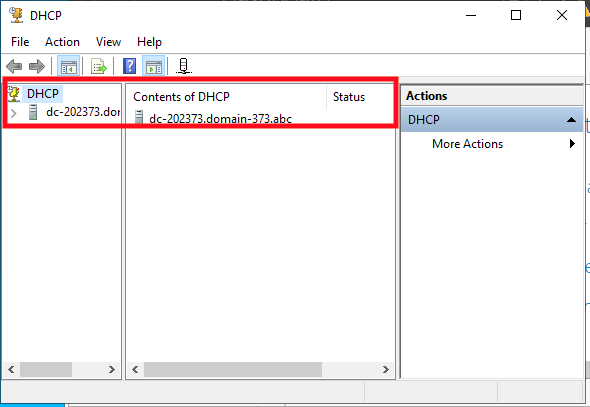 DHCP
File Action View Help
DHCP
dc-202373.dor
Contents of DHCP Status
dc-202373.domain-373.abc
Actions
DHCP
More Actions